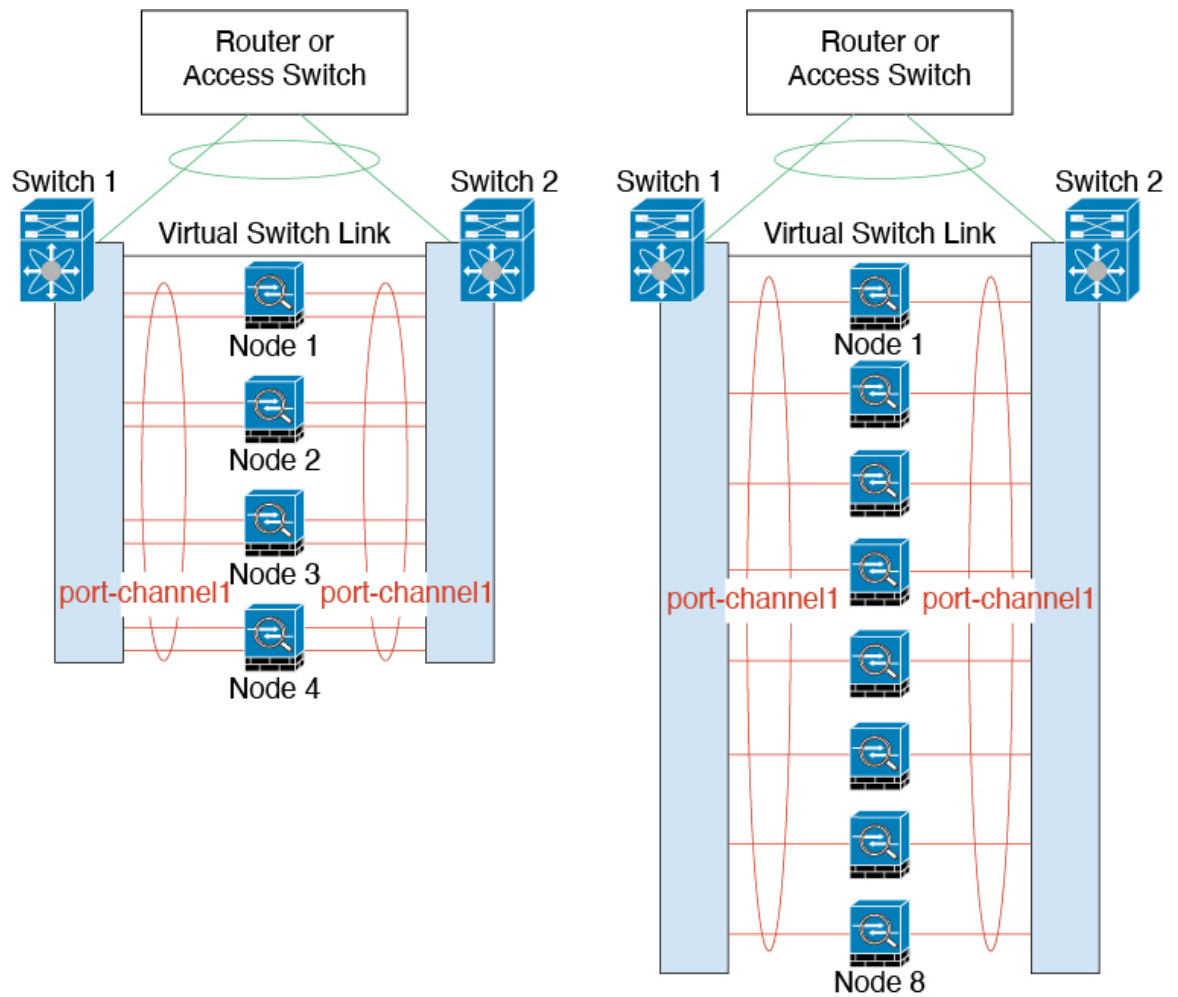 Router or
Access Switch
Switch 1
Switch 2
Virtual Switch Link
Node 1
Node 2
Node 3
port-channel1
port-channel1
Node 4
Router or
Access Switch
Switch 1
Switch 2
Virtual Switch Link
Node 1
port-channel1
port-channel1
Node 8